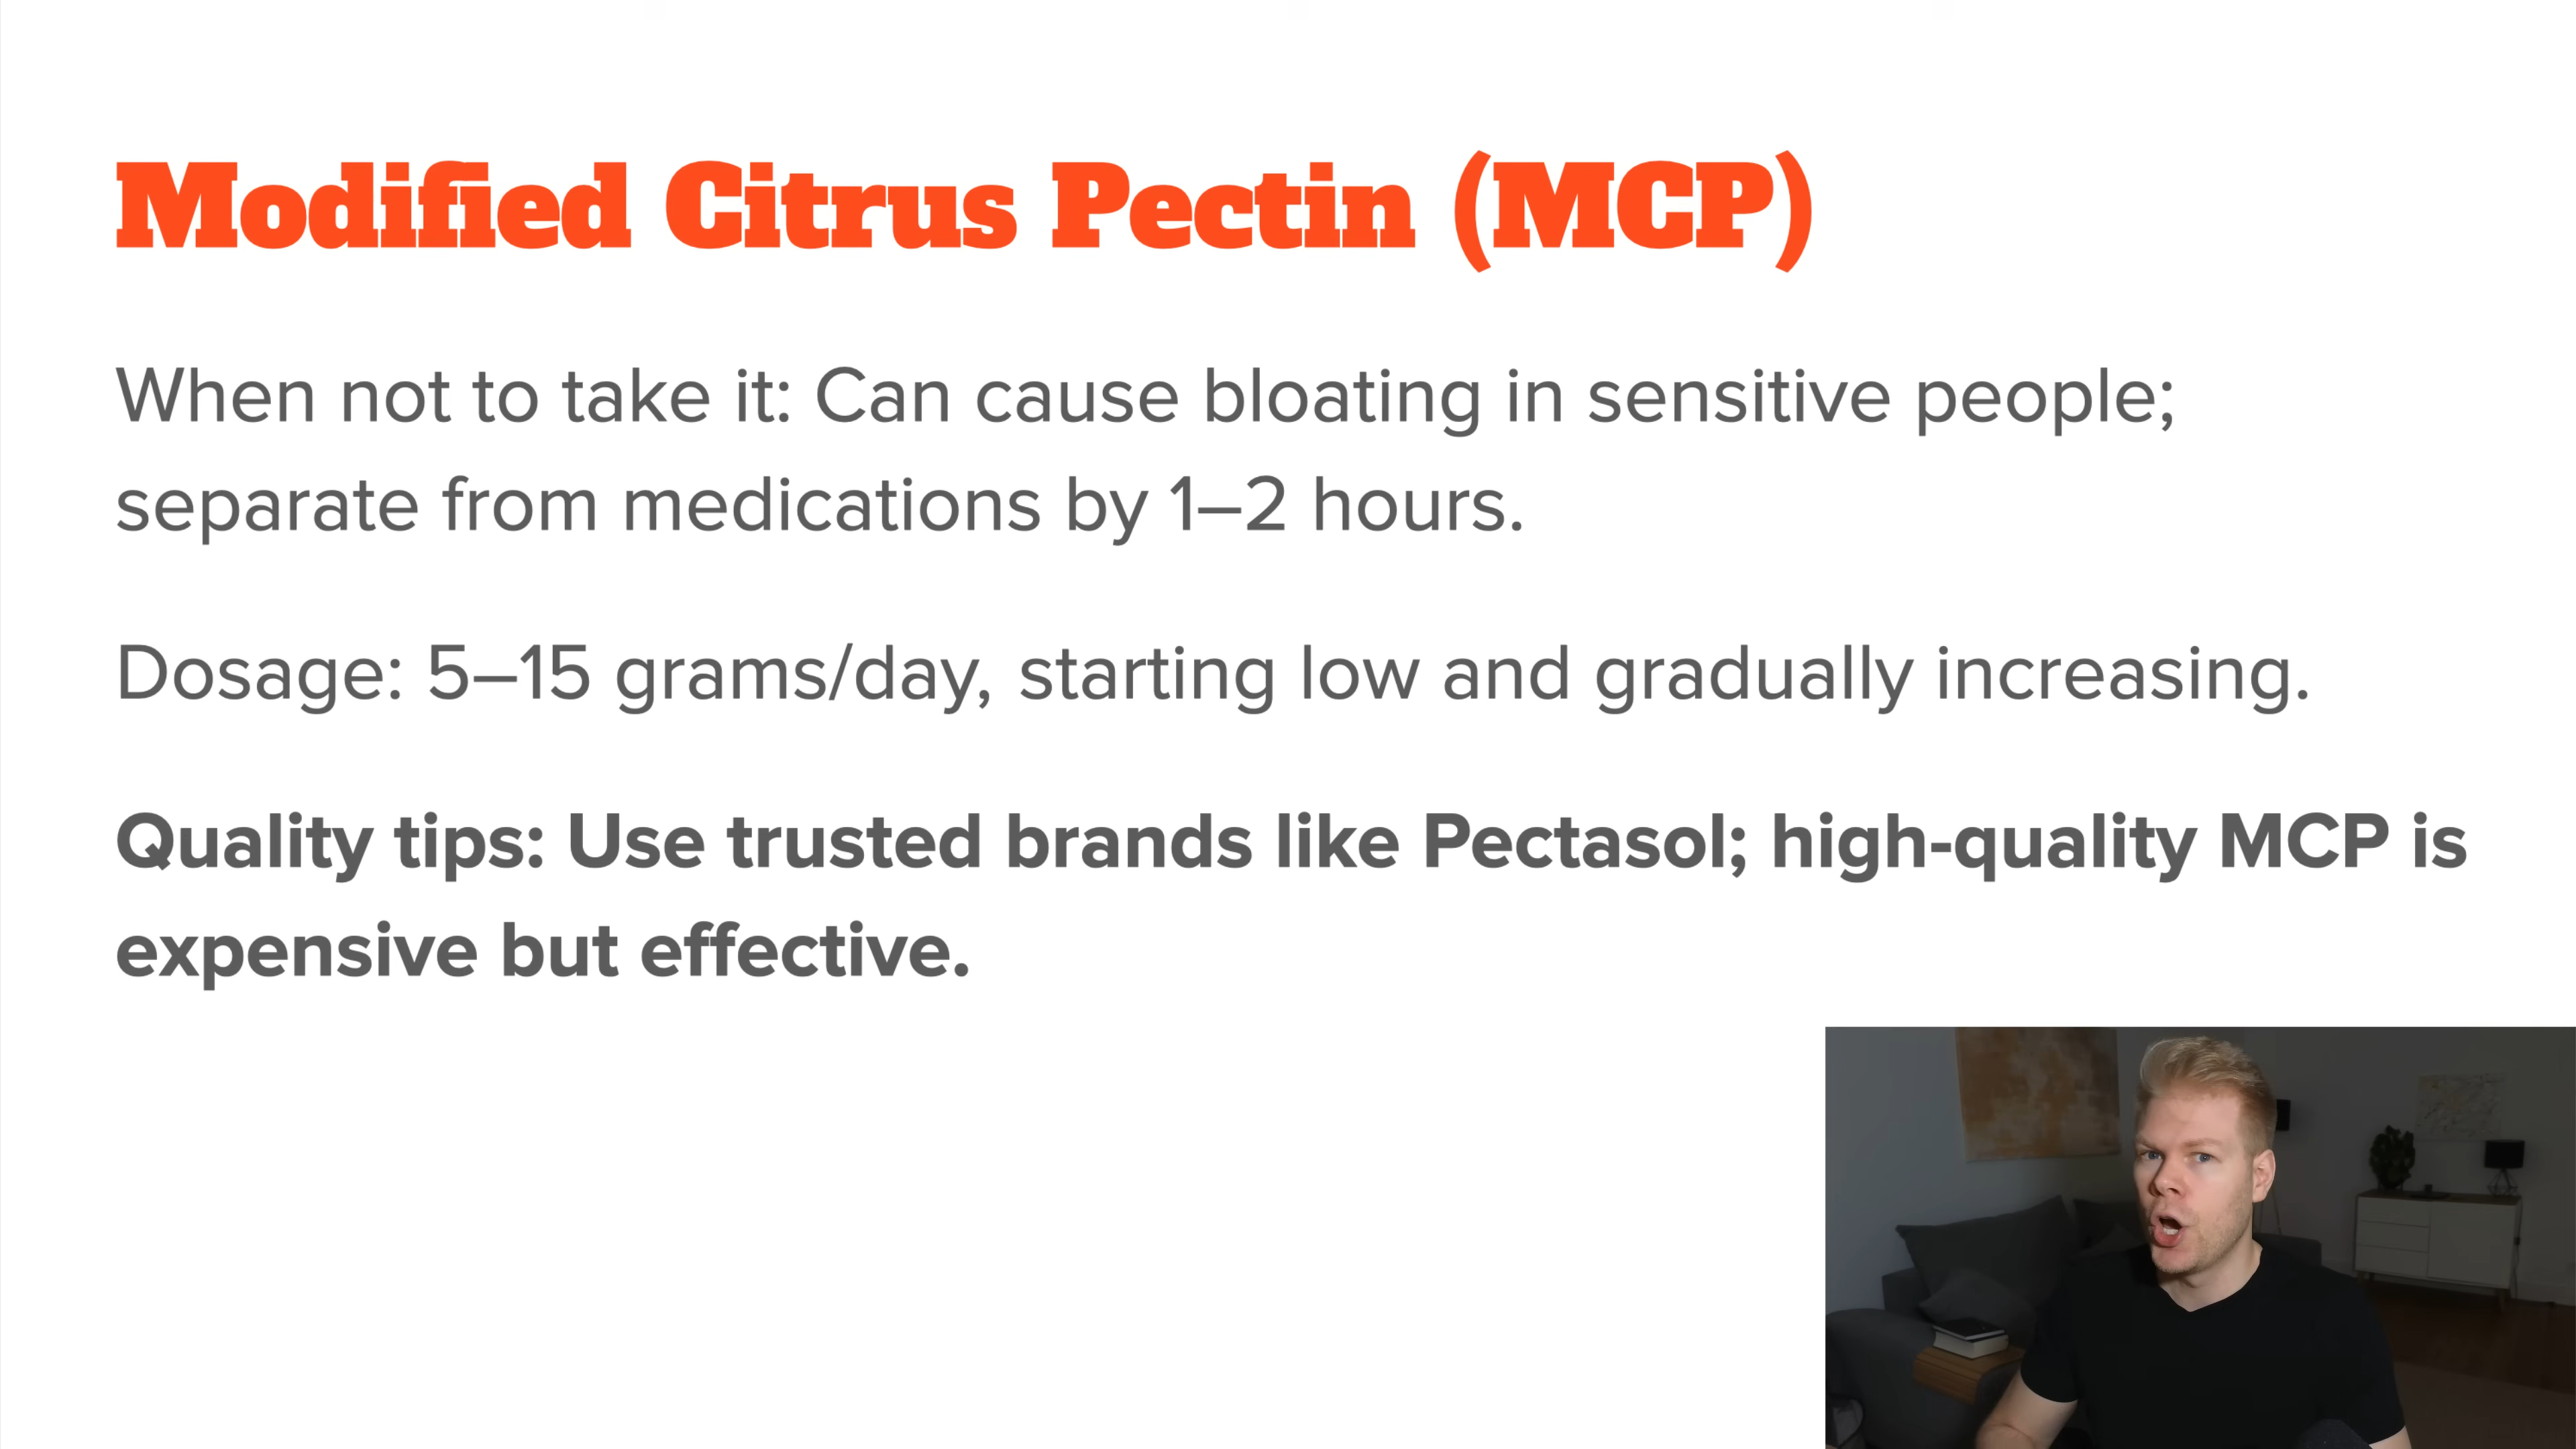 Modified Citrus Pectin (MCP)
When not to take it: Can cause bloating in sensitive people;
separate from medications by 1–2 hours.
Dosage: 5–15 grams/day, starting low and gradually increasing.
Quality tips: Use trusted brands like Pectasol; high-quality MCP is
expensive but effective.